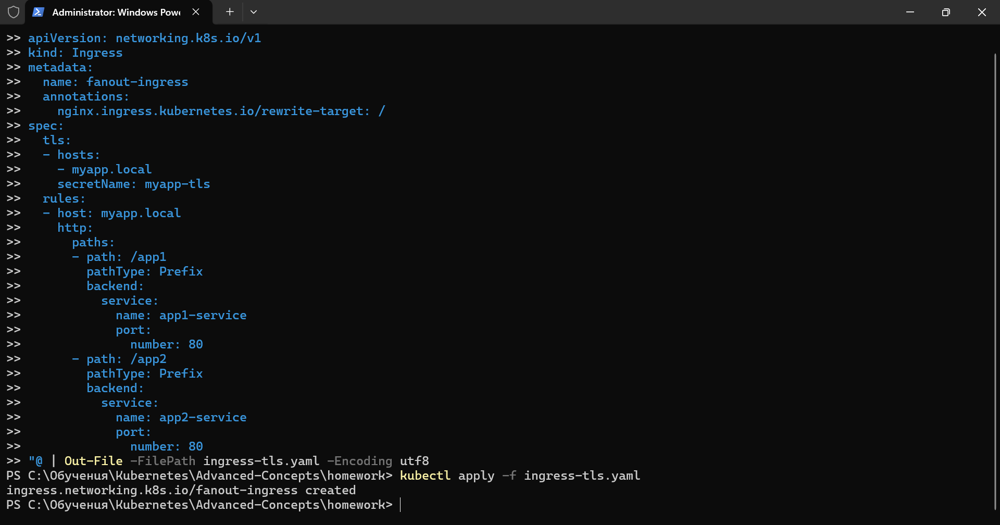 Administrator: Windows Pow
>> apiVersion: networking.k8s.io/v1
>> kind: Ingress
>> metadata:
>>   name: fanout-ingress
>>   annotations:
>>     nginx.ingress.kubernetes.io/rewrite-target: /
>> spec:
>>   tls:
>>   - hosts:
>>     - myapp.local
>>     secretName: myapp-tls
>>   rules:
>>   - host: myapp.local
>>     http:
>>       paths:
>>       - path: /app1
>>         pathType: Prefix
>>         backend:
>>           service:
>>             name: app1-service
>>             port:
>>               number: 80
>>       - path: /app2
>>         pathType: Prefix
>>         backend:
>>           service:
>>             name: app2-service
>>             port:
>>               number: 80
>> "@ | Out-File -FilePath ingress-tls.yaml -Encoding utf8
PS C:\Обучения\Kubernetes\Advanced-Concepts\homework> kubectl apply -f ingress-tls.yaml
ingress.networking.k8s.io/fanout-ingress created
PS C:\Обучения\Kubernetes\Advanced-Concepts\homework>